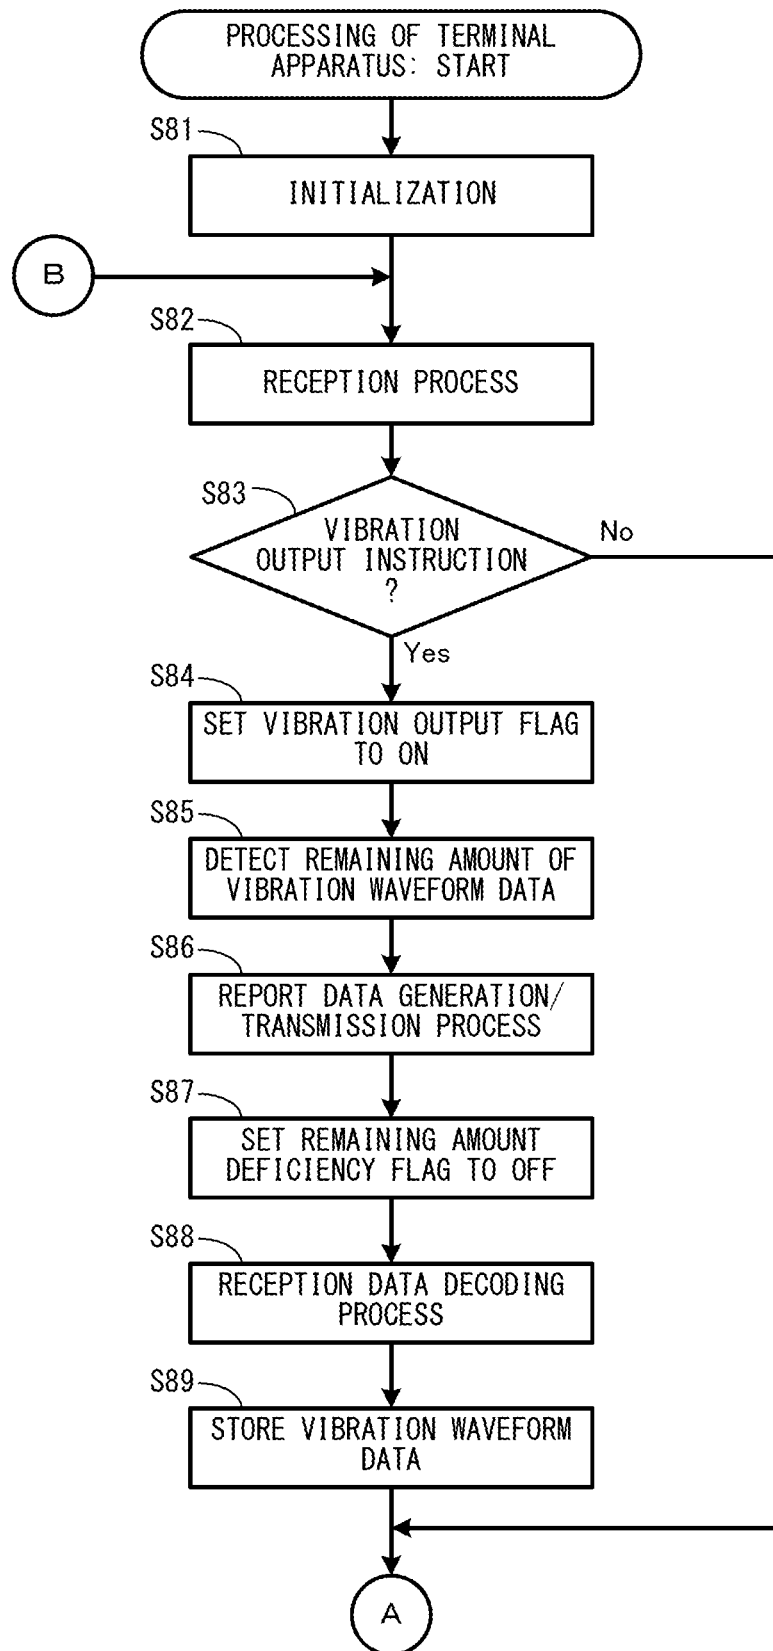 PROCESSING OF TERMINAL
APPARATUS: START
S81
INITIALIZATION
B
S82
RECEPTION PROCESS
S83
VIBRATION
OUTPUT INSTRUCTION
?
No
Yes
S84
SET VIBRATION OUTPUT FLAG
TO ON
S85
DETECT REMAINING AMOUNT OF
VIBRATION WAVEFORM DATA
S86
REPORT DATA GENERATION/
TRANSMISSION PROCESS
S87
SET REMAINING AMOUNT
DEFICIENCY FLAG TO OFF
S88
RECEPTION DATA DECODING
PROCESS
S89
STORE VIBRATION WAVEFORM
DATA
A